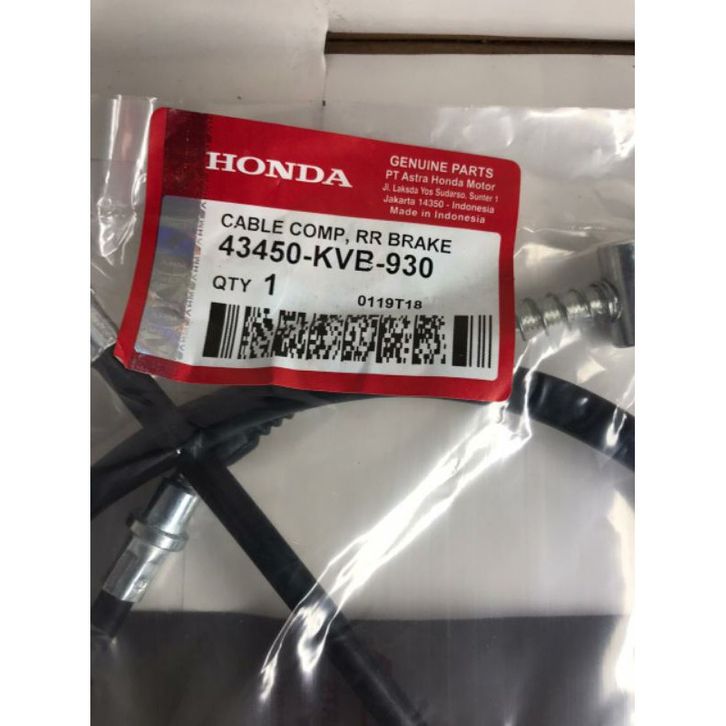 HONDA
GENUINE PARTS
PT Astra Honda Motor
Jl. Laksda Yos Sudarso, Sunter 1
Jakarta 14350 - Indonesia
Made in Indonesia
CABLE COMP, RR BRAKE
43450-KVB-930
QTY 1
0119T18